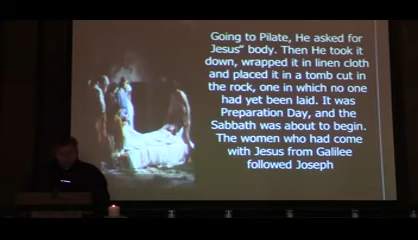 Going to Pilate, He asked for
Jesus" body. Then He took it
down, wrapped it in linen cloth
and placed it in a tomb cut in
the rock, one in which no one
had yet been laid. It was
Preparation Day, and the
Sabbath was about to begin.
The women who had come
with Jesus from Galilee
followed Joseph